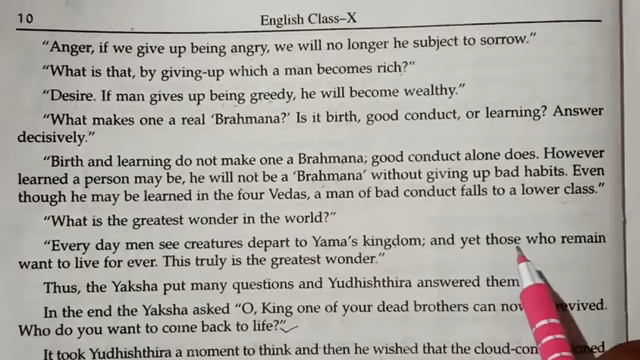 10
English Class–X
"Anger, if we give up being angry, we will no longer he subject to sorrow."
"What is that, by giving-up which a man becomes rich?"
"Desire. If man gives up being greedy, he will become wealthy."
"What makes one a real 'Brahmana?' Is it birth, good conduct, or learning? Answer
decisively."
"Birth and learning do not make one a Brahmana; good conduct alone does. However
learned a person may be, he will not be a 'Brahmana' without giving up bad habits. Even
though he may be learned in the four Vedas, a man of bad conduct falls to a lower class."
"What is the greatest wonder in the world?"
"Every day men see creatures depart to Yama's kingdom; and yet those who remain
want to live for ever. This truly is the greatest wonder."
Thus, the Yaksha put many questions and Yudhishthira answered them
In the end the Yaksha asked "O, King one of your dead brothers can revived.
Who do you want to come back to life?"
It took Yudhishthira a moment to think and then he wished that the